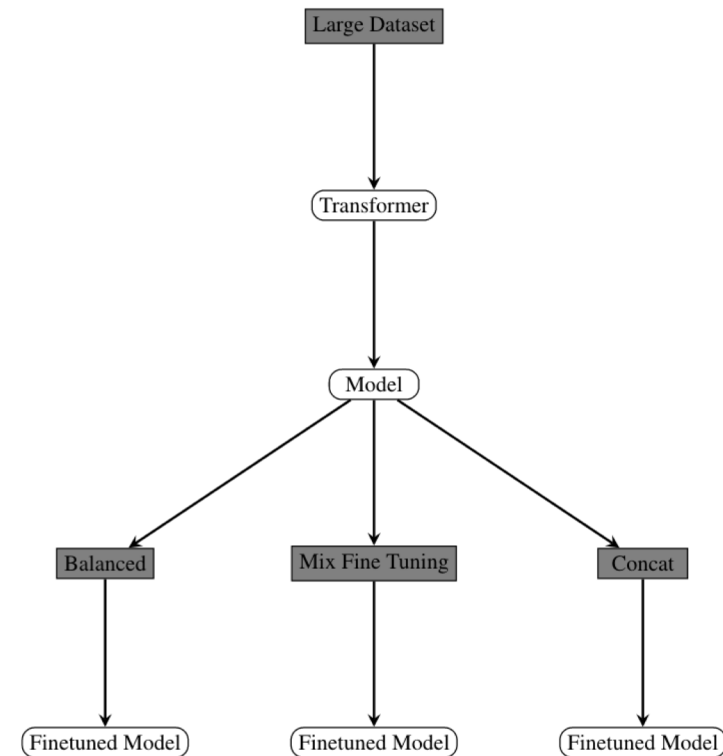 Large Dataset
Transformer
Model
Balanced
Mix Fine Tuning
Concat
Finetuned Model
Finetuned Model
Finetuned Model